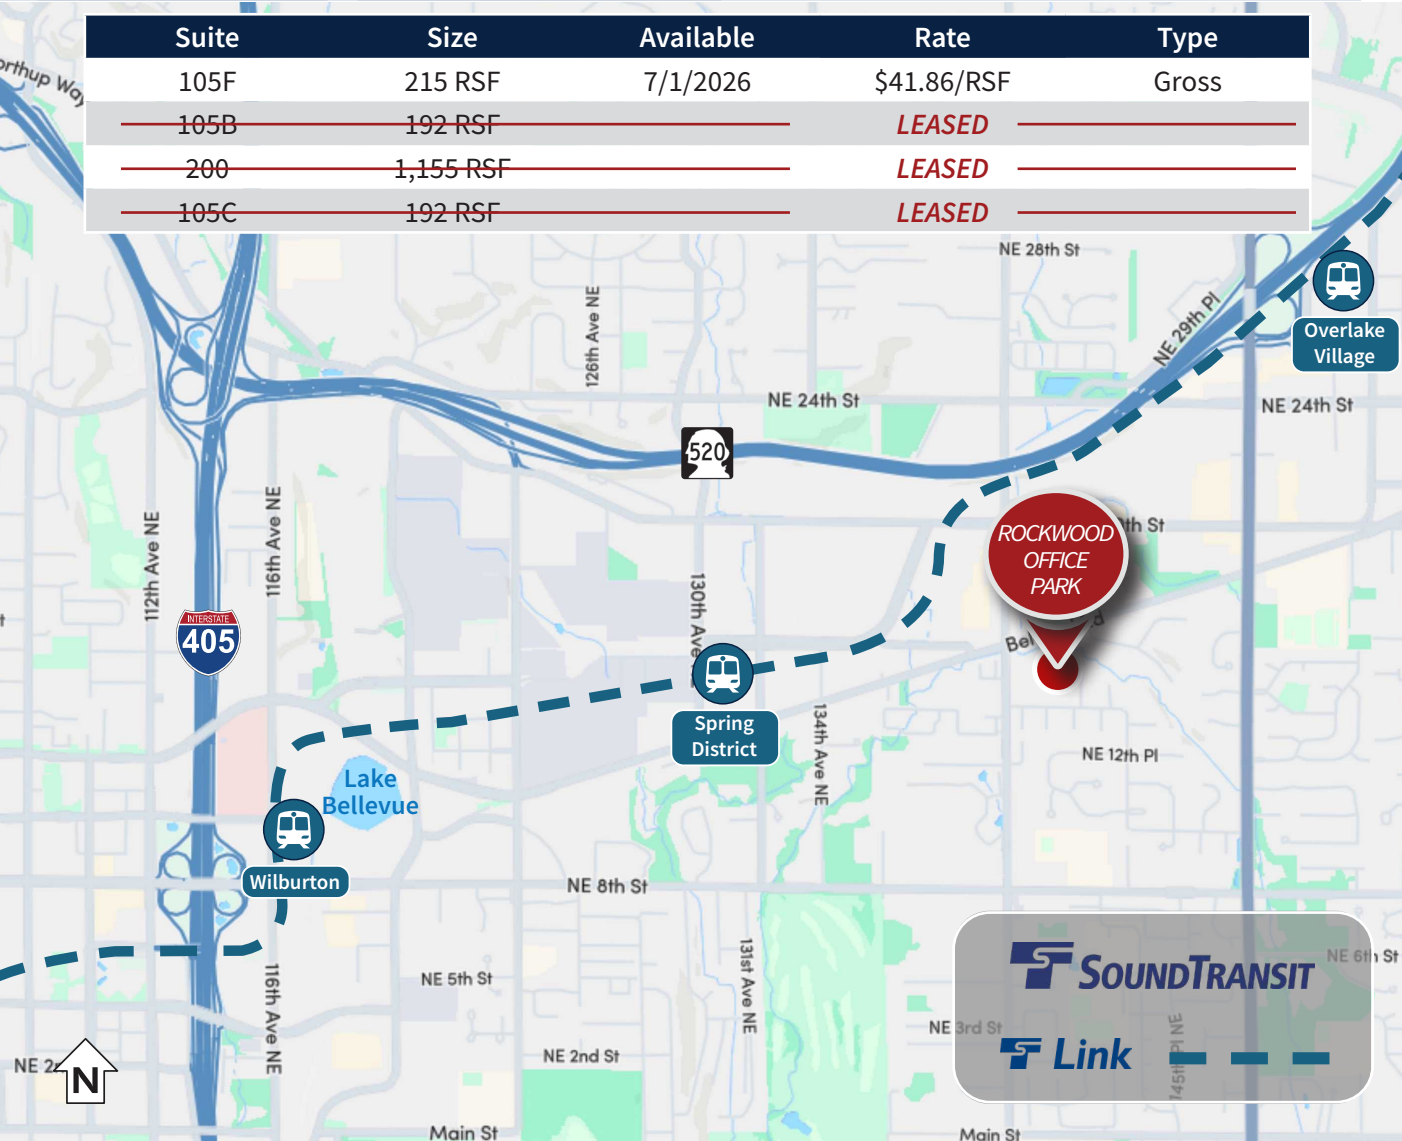 Suite Size Available Rate Type
105F 215 RSF 7/1/2026 $41.86/RSF Gross
105B 192 RSF LEASED
200 1,155 RSF LEASED
105C 192 RSF LEASED
NE 28th St
126th Ave NE
NE 29th Pl
Overlake
Village
NE 24th St
NE 24th St
520
112th Ave NE
116th Ave NE
ROCKWOOD
OFFICE
PARK
th St
INTERSTATE
405
130th Ave
Spring
District
134th Ave NE
NE 12th Pl
Lake
Bellevue
Wilburton
NE 8th St
131st Ave NE
116th Ave NE
NE 5th St
SOUNDTRANSIT
NE 6th St
NE 3rd St
Link
145th Pl NE
NE 2nd St
N
Main St
Main St